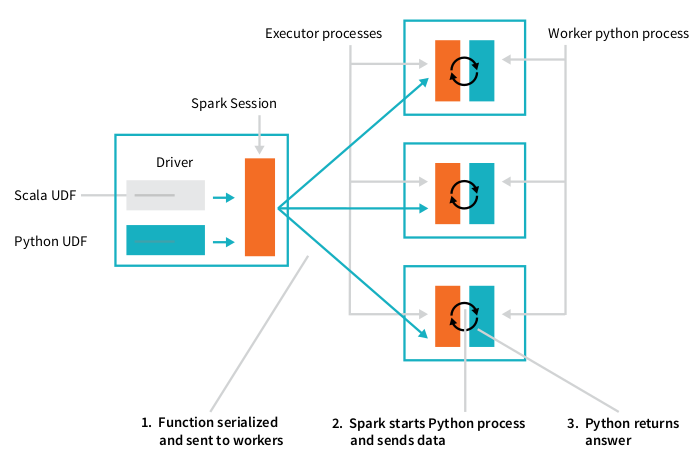 Executor processes
Worker python process
Spark Session
Driver
Scala UDF
Python UDF
1. Function serialized
and sent to workers
2. Spark starts Python process
and sends data
3. Python returns
answer